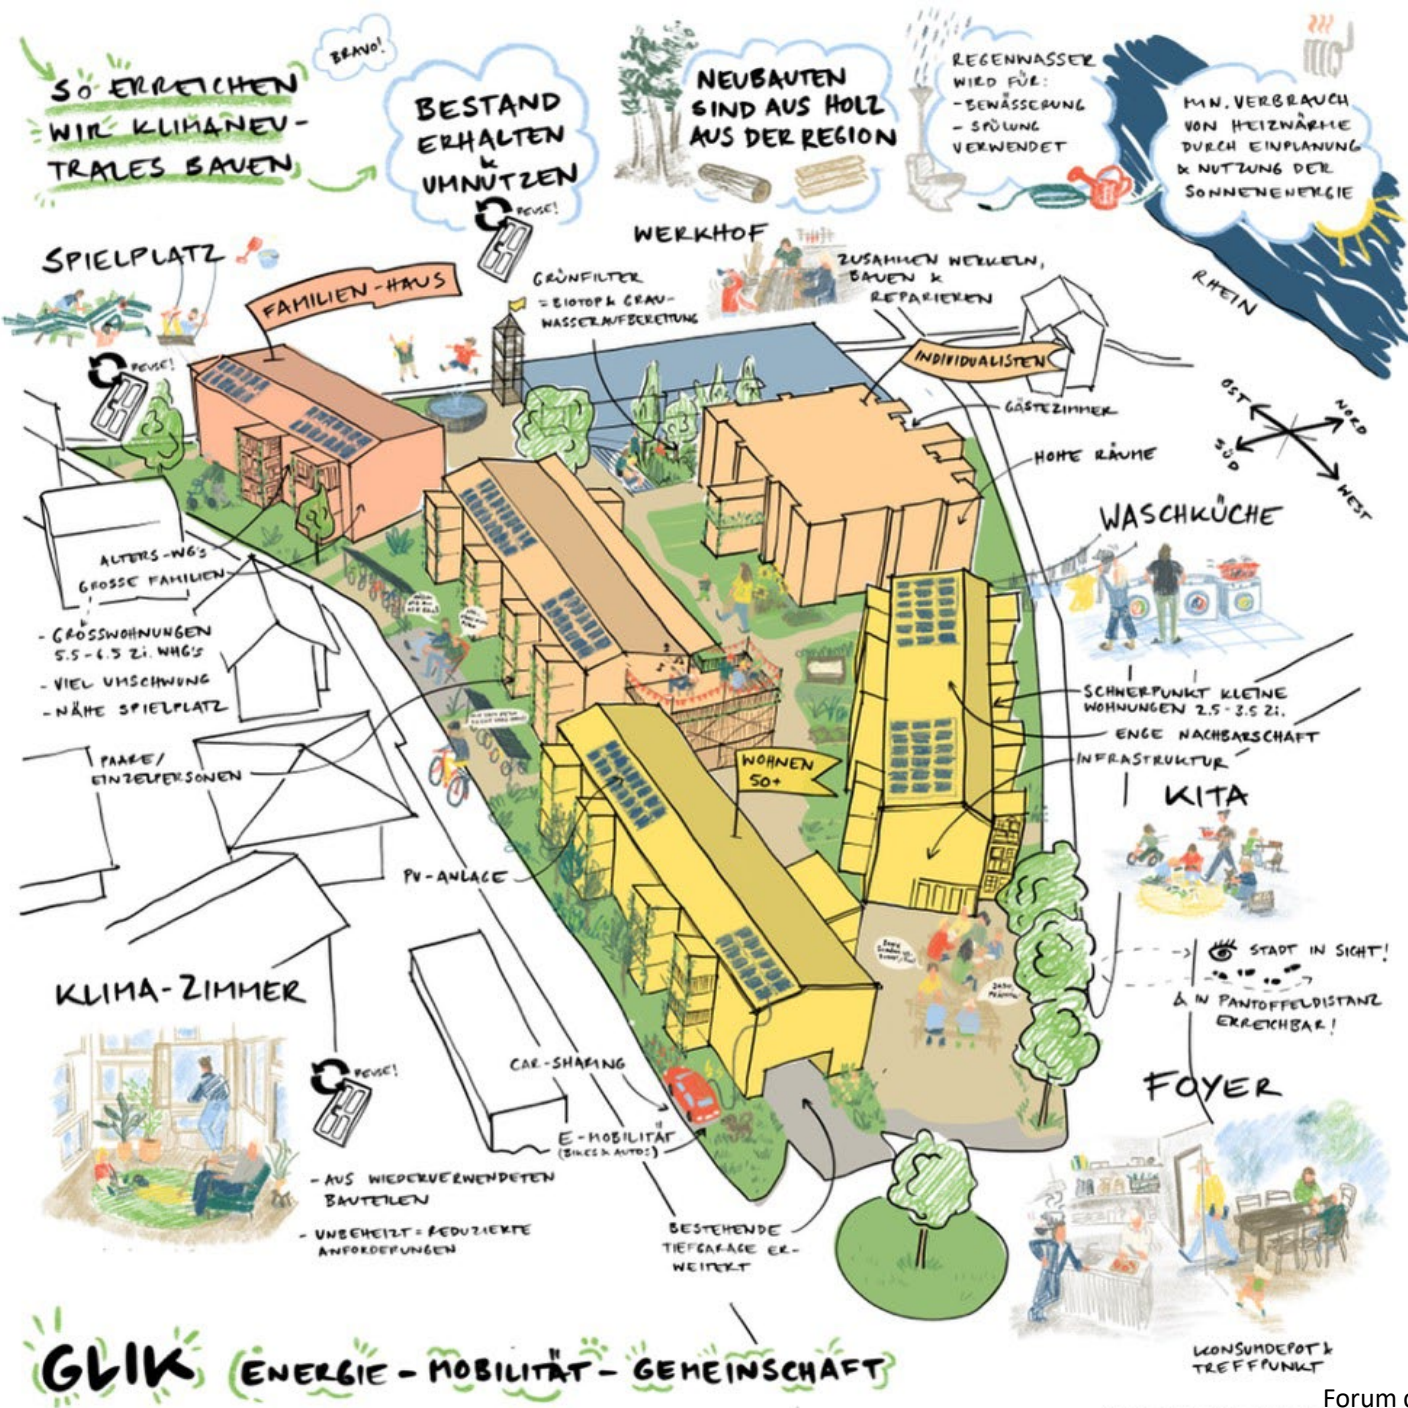 SO ERREICHEN
WIR KLIMANEU-
TRALES BAUEN
BRAVO!
BESTAND
ERHALTEN
&
UMNUTZEN
REUSE!
NEUBAUTEN
SIND AUS HOLZ
AUS DER REGION
REGENWASSER
WIRD FÜR:
- BEWÄSSERUNG
- SPÜLUNG
VERWENDET
MIN. VERBRAUCH
VON HEIZWÄRME
DURCH EINPLANUNG
& NUTZUNG DER
SONNENENERGIE
RHEIN
SPIELPLATZ
REUSE!
FAMILIEN-HAUS
GRÜNFILTER
= BIOTOP & GRAU-
WASSERAUFBEREITUNG
WERKHOF
ZUSAMMEN WERKELN,
BAUEN &
REPARIEREN
INDIVIDUALISTEN
GÄSTEZIMMER
HOHE RÄUME
OST
NORD
SÜD
WEST
WASCHKÜCHE
ALTERS-WG'S
GROSSE FAMILIEN
- GROSSWOHNUNGEN
5.5-6.5 ZI. WHG'S
- VIEL UMSCHWUNG
- NÄHE SPIELPLATZ
PAARE/
EINZELPERSONEN
SCHWERPUNKT KLEINE
WOHNUNGEN 2.5-3.5 ZI.
ENGE NACHBARSCHAFT
INFRASTRUKTUR
WOHNEN
50+
PV-ANLAGE
KITA
STADT IN SICHT!
& IN PANTOFFELDISTANZ
ERREICHBAR!
KLIMA-ZIMMER
REUSE!
- AUS WIEDERVERWENDETEN
BAUTEILEN
- UNBEHEIZT = REDUZIERTE
ANFORDERUNGEN
CAR-SHARING
E-MOBILITÄT
(BIKES & AUTOS)
BESTEHENDE
TIEFGARAGE ER-
WEITERT
FOYER
KONSUMDEPOT &
TREFFPUNKT
GLIK (ENERGIE - MOBILITÄT - GEMEINSCHAFT)
Forum